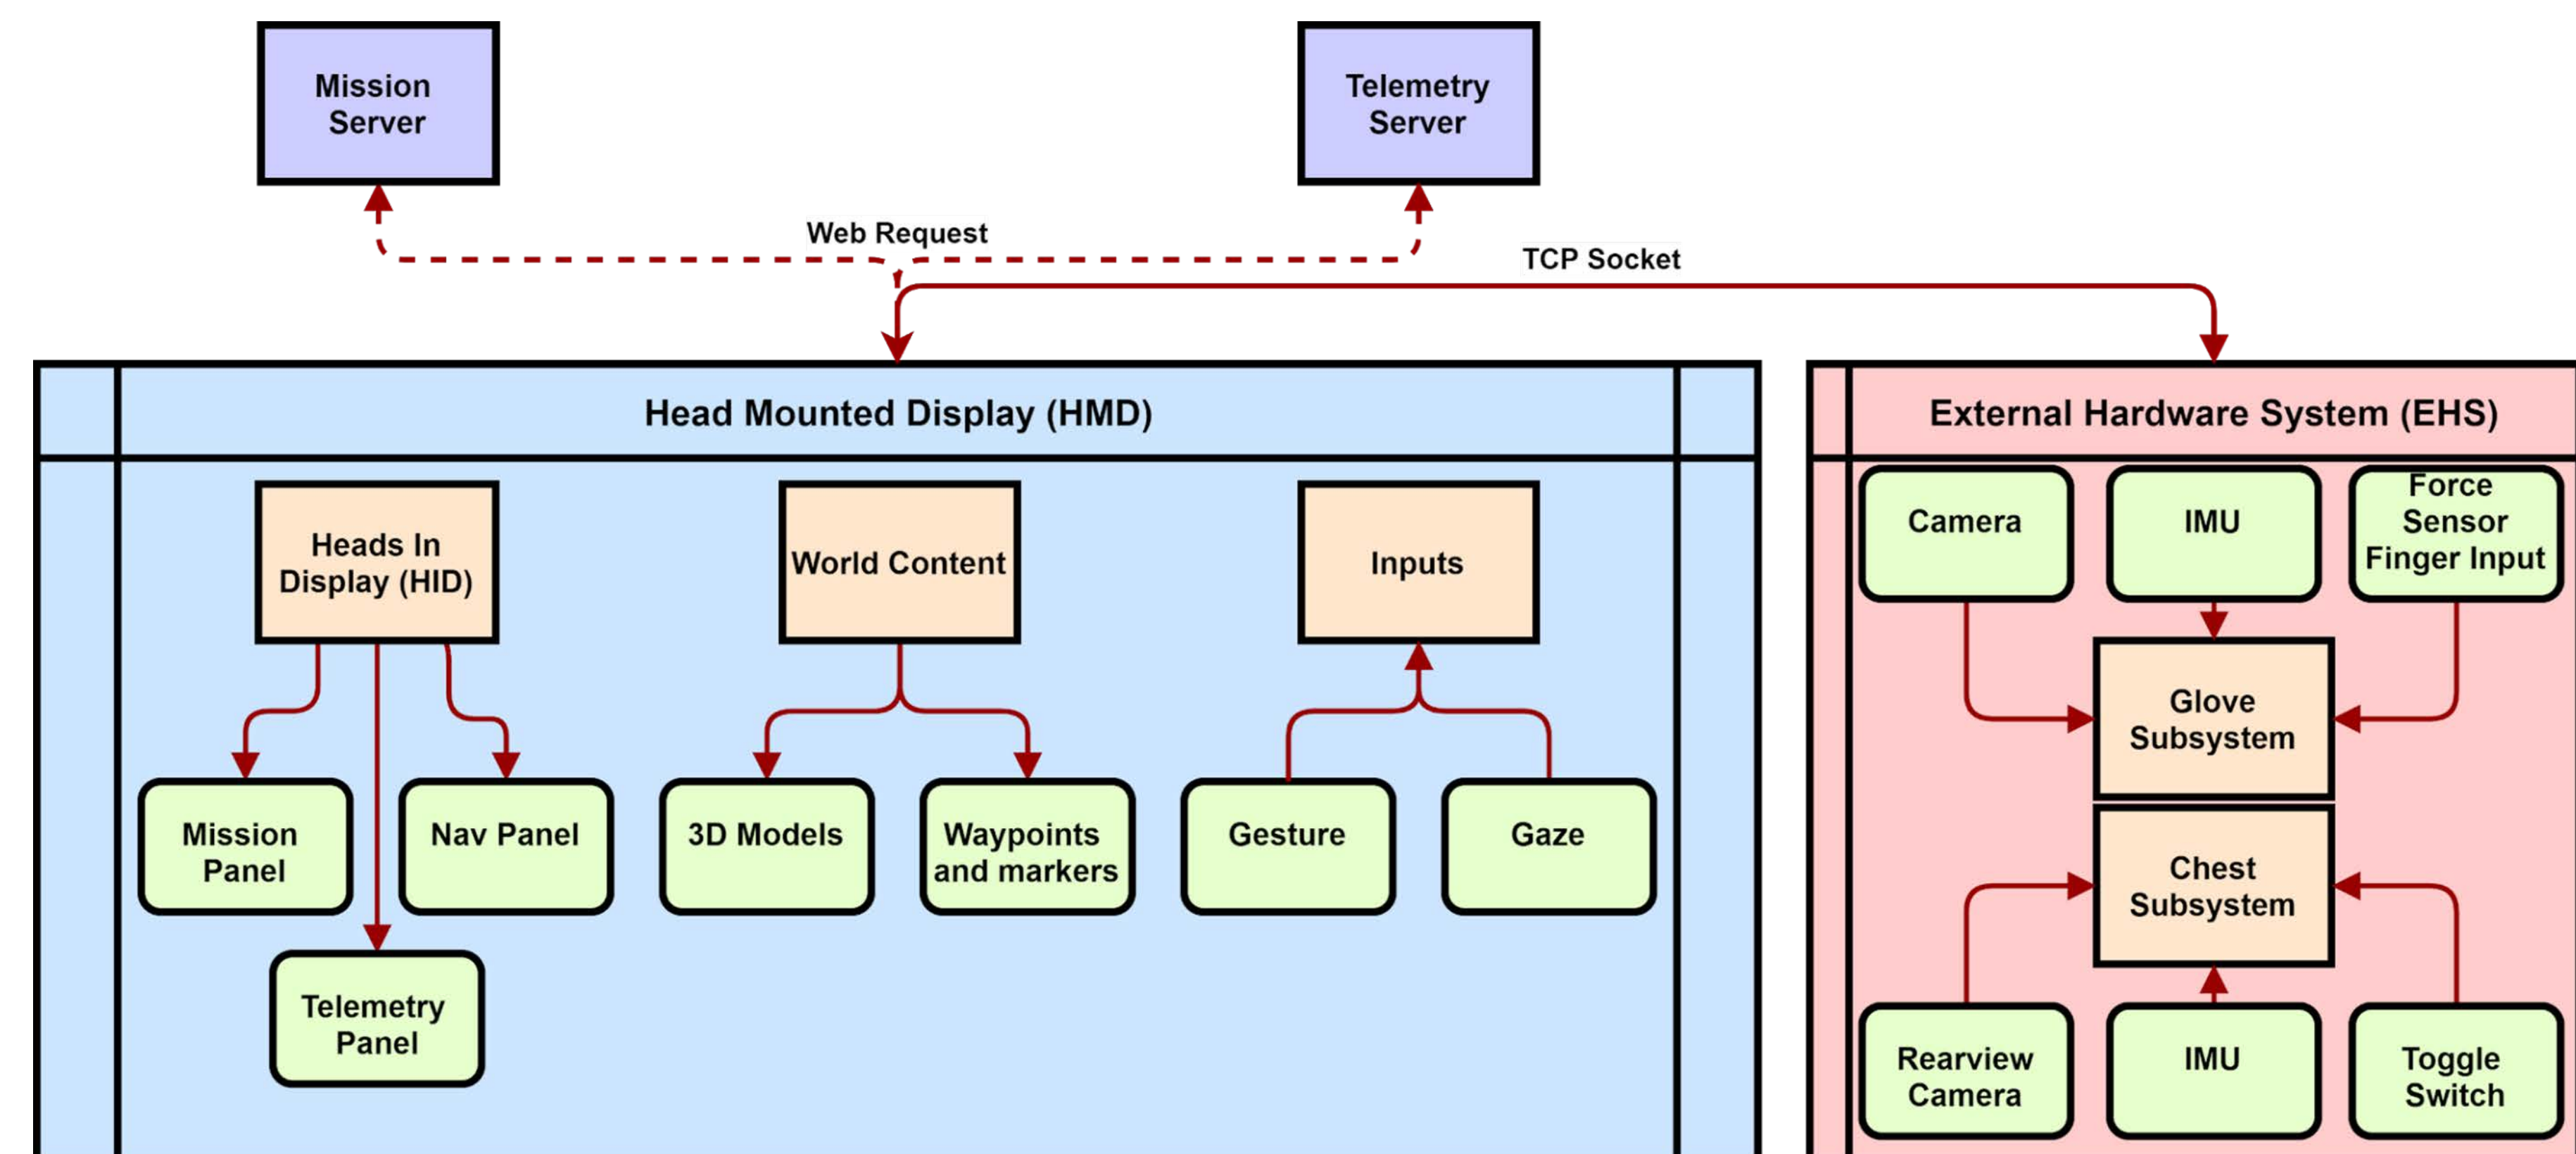 Mission
Server
Telemetry
Server
Web Request
TCP Socket
Head Mounted Display (HMD)
External Hardware System (EHS)
Heads In
Display (HID)
World Content
Inputs
Camera
IMU
Force
Sensor
Finger Input
Glove
Subsystem
Mission
Panel
Nav Panel
3D Models
Waypoints
and markers
Gesture
Gaze
Chest
Subsystem
Telemetry
Panel
Rearview
Camera
IMU
Toggle
Switch